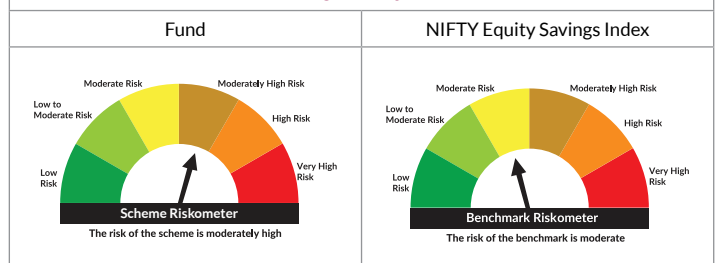 Fund
NIFTY Equity Savings Index
Moderate Risk
Moderately High Risk
Low to
Moderate Risk
High Risk
Low
Risk
Very High
Risk
Scheme Riskometer
The risk of the scheme is moderately high
Moderate Risk
Moderately High Risk
Low to
Moderate Risk
High Risk
Low
Risk
Very High
Risk
Benchmark Riskometer
The risk of the benchmark is moderate